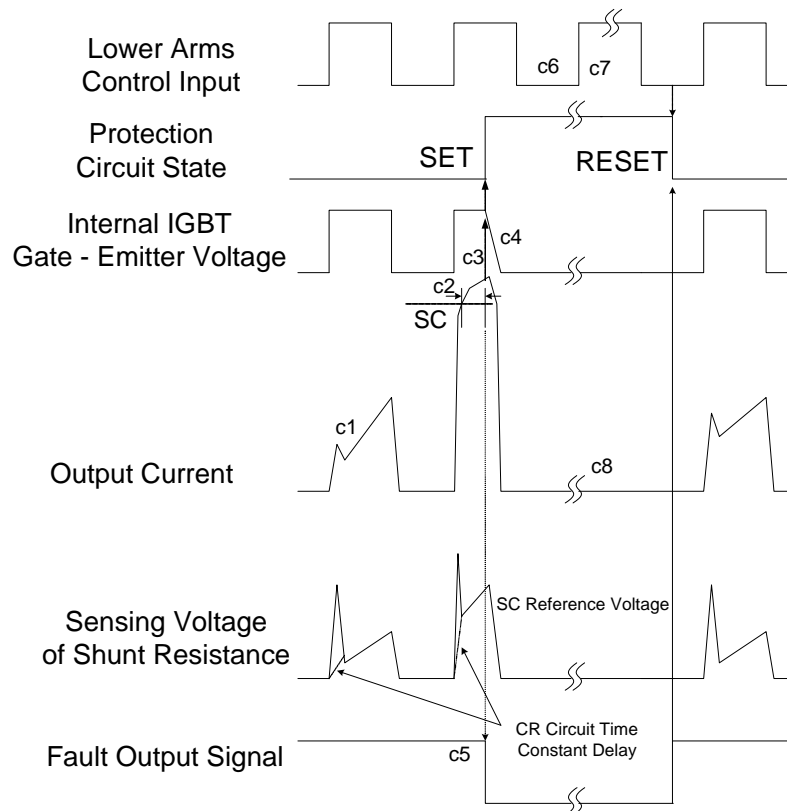 Lower Arms
Control Input
c6
c7
Protection
Circuit State
SET
RESET
Internal IGBT
Gate - Emitter Voltage
c4
c3
c2
SC
c1
Output Current
c8
SC Reference Voltage
Sensing Voltage
of Shunt Resistance
CR Circuit Time
Constant Delay
Fault Output Signal
c5